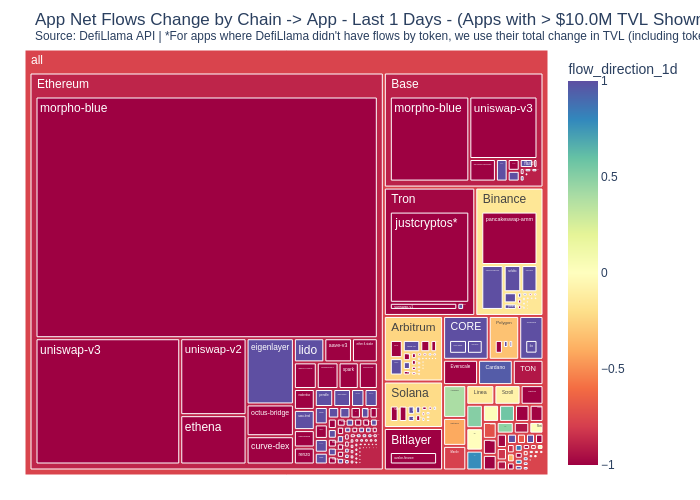 App Net Flows Change by Chain -> App - Last 1 Days - (Apps with > $10.0M TVL Shown
Source: DefiLlama API | *For apps where DefiLlama didn't have flows by token, we use their total change in TVL (including toke
all
flow_direction_1d
Ethereum
Base
morpho-blue
morpho-blue
uniswap-v3
Tron
Binance
justcryptos*
pancakeswap-amm
Arbitrum
CORE
Polygon
uniswap-v3
uniswap-v2
eigenlayer
lido
aave-v3
spark
Everscale
Cardano
TON
Solana
Linea
Scroll
ethena
octus-bridge
curve-dex
renzo
Bitlayer
1
0.5
0
−0.5
−1